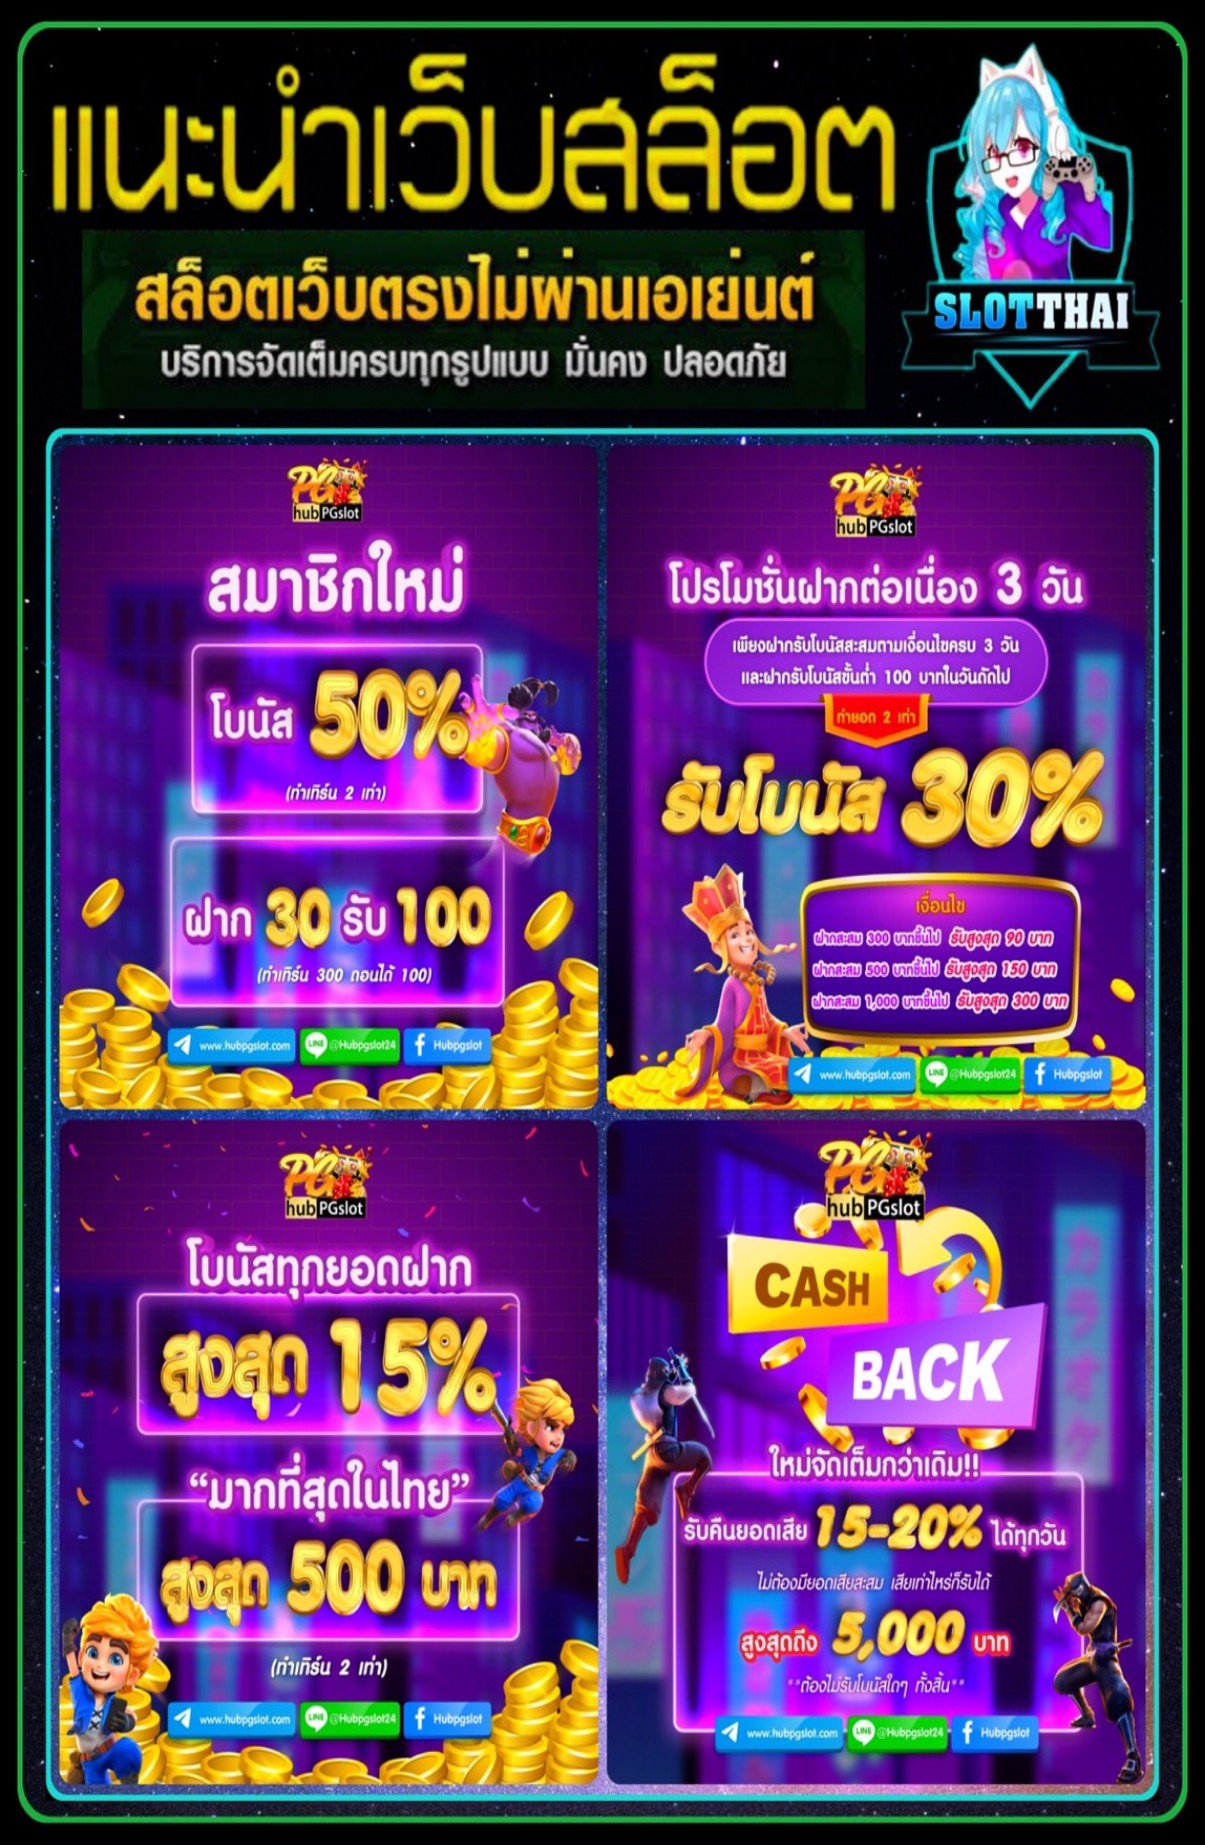 แนะนำเว็บสล็อต
สล็อตเว็บตรงไม่ผ่านเอเย่นต์
บริการจัดเต็มครบทุกรูปแบบ มั่นคง ปลอดภัย
SLOTTHAI
PG
hub PGslot
สมาชิกใหม่
โบนัส 50%
(ทำเทิร์น 2 เท่า)
ฝาก 30 รับ 100
(ทำเทิร์น 300 ถอนได้ 100)
www.hubpgslot.com LINE @Hubpgslot24 f Hubpgslot
PG
hub PGslot
โปรโมชั่นฝากต่อเนื่อง 3 วัน
เพียงฝากรับโบนัสสะสมตามเงื่อนไขครบ 3 วัน
และฝากรับโบนัสขั้นต่ำ 100 บาทในวันถัดไป
ทำยอด 2 เท่า
รับโบนัส 30%
เงื่อนไข
ฝากสะสม 300 บาทขึ้นไป รับสูงสุด 90 บาท
ฝากสะสม 500 บาทขึ้นไป รับสูงสุด 150 บาท
ฝากสะสม 1,000 บาทขึ้นไป รับสูงสุด 300 บาท
www.hubpgslot.com LINE @Hubpgslot24 f Hubpgslot
PG
hub PGslot
โบนัสทุกยอดฝาก
สูงสุด 15%
“มากที่สุดในไทย”
สูงสุด 500 บาท
(ทำเทิร์น 2 เท่า)
www.hubpgslot.com LINE @Hubpgslot24 f Hubpgslot
PG
hub PGslot
CASH
BACK
ใหม่จัดเต็มกว่าเดิม!!
รับคืนยอดเสีย 15-20% ได้ทุกวัน
ไม่ต้องมียอดเสียสะสม เสียเท่าไหร่ก็รับได้
สูงสุดถึง 5,000 บาท
**ต้องไม่รับโบนัสใดๆ ทั้งสิ้น**
www.hubpgslot.com LINE @Hubpgslot24 f Hubpgslot
カラオケ